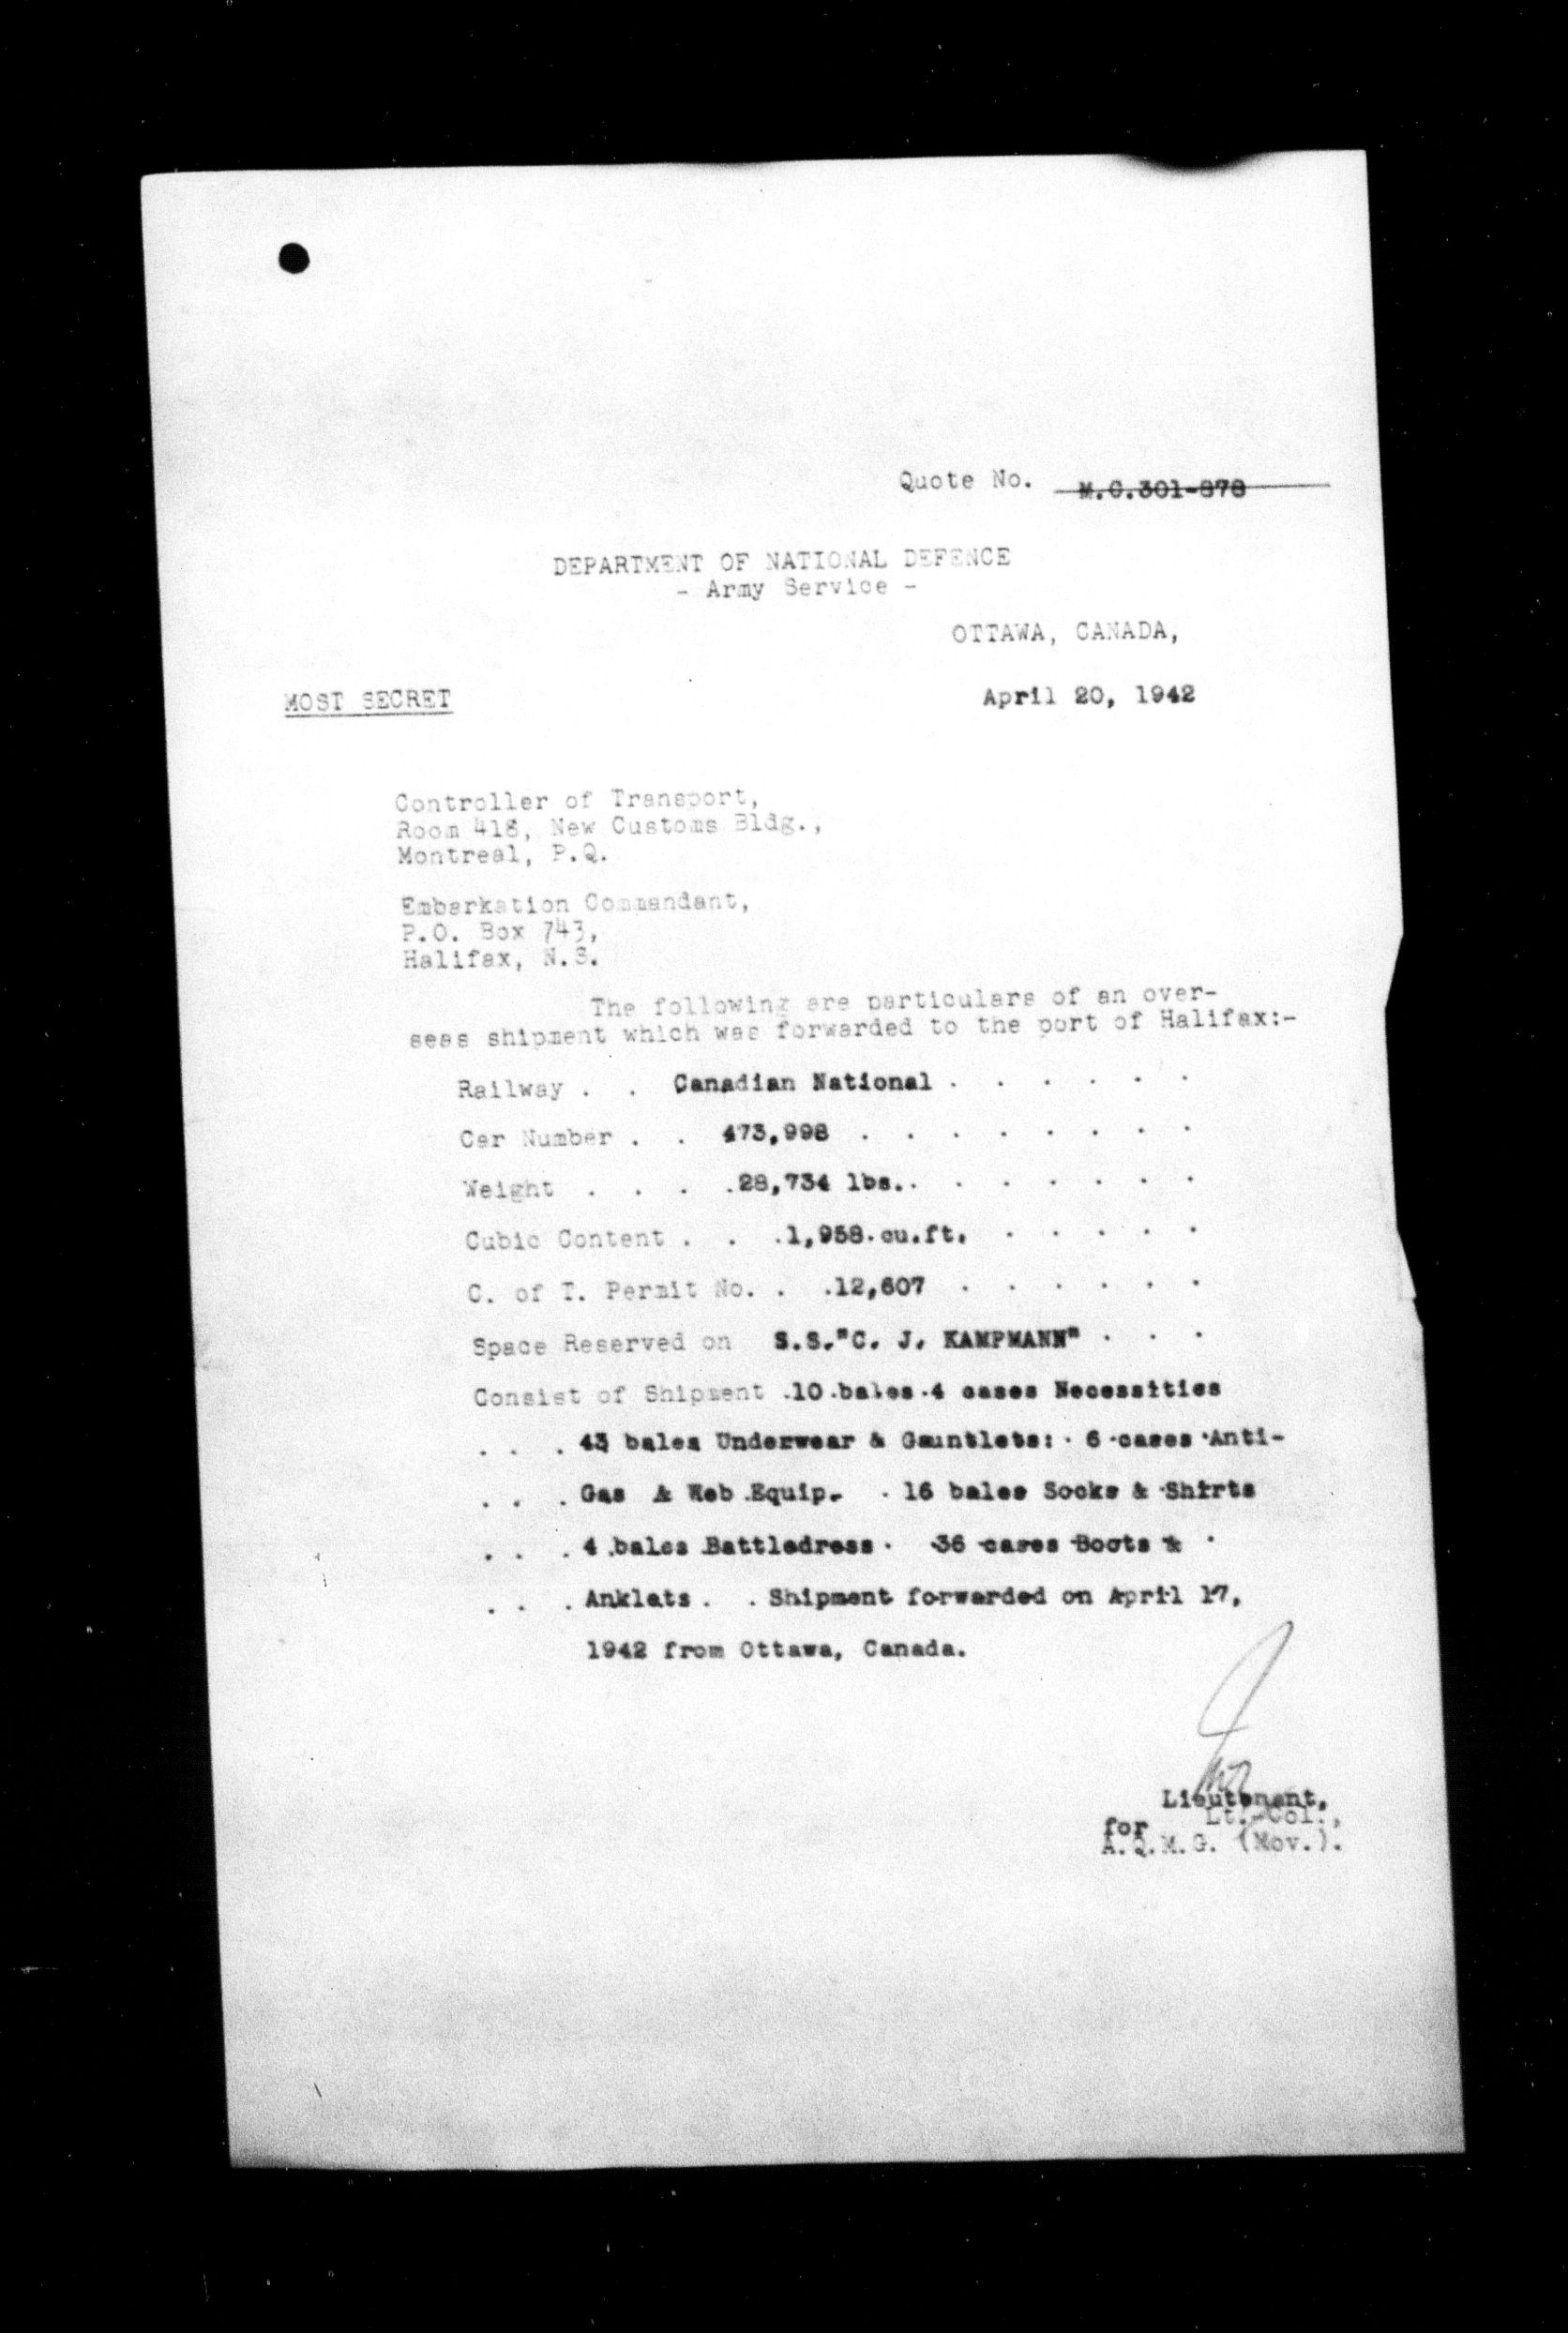 Quote No. M.C.301-878
DEPARTMENT OF NATIONAL DEFENCE
- Army Service -
OTTAWA, CANADA,
MOST SECRET
April 20, 1942
Controller of Transport,
Room 418, New Customs Bldg.,
Montreal, P.Q.
Embarkation Commandant,
P.O. Box 743,
Halifax, N.S.
The following are particulars of an over-
seas shipment which was forwarded to the port of Halifax:-
Railway . . Canadian National . . . . . .
Car Number . . 473,998 . . . . . . . .
Weight . . . .28,734 lbs.. . . . . . .
Cubic Content . . .1,958.cu.ft. . . . . .
C. of T. Permit No. . .12,607 . . . . . .
Space Reserved on S.S."C. J. KAMPMANN" . . .
Consist of Shipment .10.bales.4 cases Necessities
. . . 43 bales Underwear & Gauntlets: . 6 cases Anti-
. . . Gas & Web.Equip. . 16 bales Socks & Shirts
. . . 4 bales Battledress . .36 cases Boots & .
. . . Anklets . . Shipment forwarded on April 17,
1942 from Ottawa, Canada.
Lieutenant,
for Lt.-Col.,
A.Q.M.G. (Mov.).